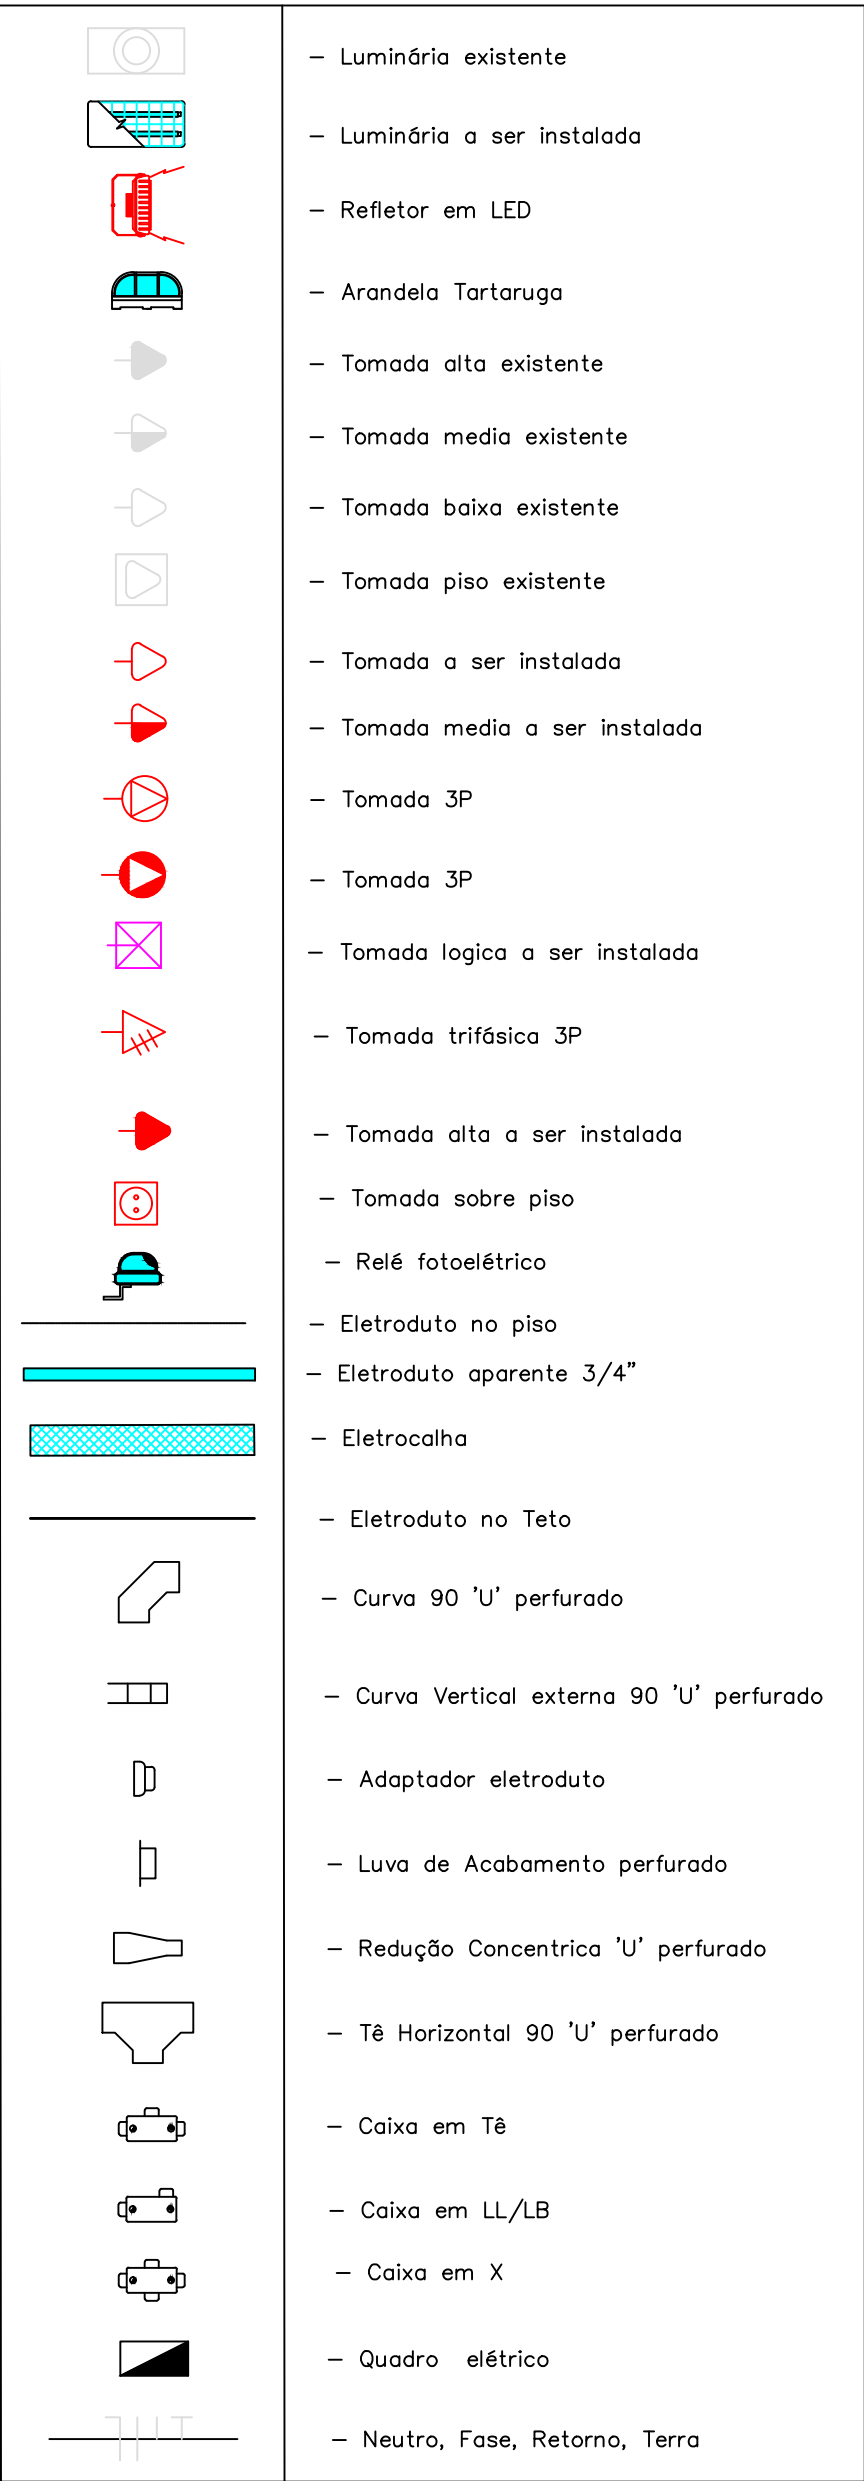 – Luminária existente
– Luminária a ser instalada
– Refletor em LED
– Arandela Tartaruga
– Tomada alta existente
– Tomada media existente
– Tomada baixa existente
– Tomada piso existente
– Tomada a ser instalada
– Tomada media a ser instalada
– Tomada 3P
– Tomada 3P
– Tomada logica a ser instalada
– Tomada trifásica 3P
– Tomada alta a ser instalada
– Tomada sobre piso
– Relé fotoelétrico
– Eletroduto no piso
– Eletroduto aparente 3/4”
– Eletrocalha
– Eletroduto no Teto
– Curva 90 'U' perfurado
– Curva Vertical externa 90 'U' perfurado
– Adaptador eletroduto
– Luva de Acabamento perfurado
– Redução Concentrica 'U' perfurado
– Tê Horizontal 90 'U' perfurado
– Caixa em Tê
– Caixa em LL/LB
– Caixa em X
– Quadro elétrico
– Neutro, Fase, Retorno, Terra